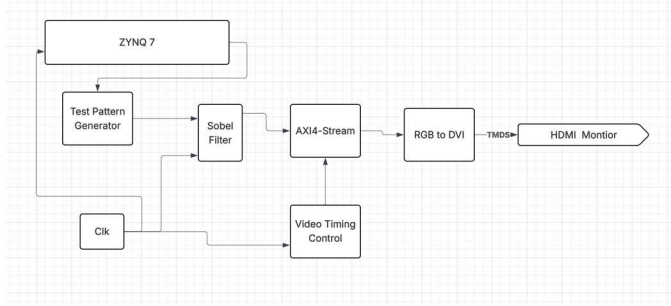 ZYNQ 7
Test Pattern
Generator
Sobel
Filter
AXI4-Stream
RGB to DVI
TMDS
HDMI Montior
Clk
Video Timing
Control